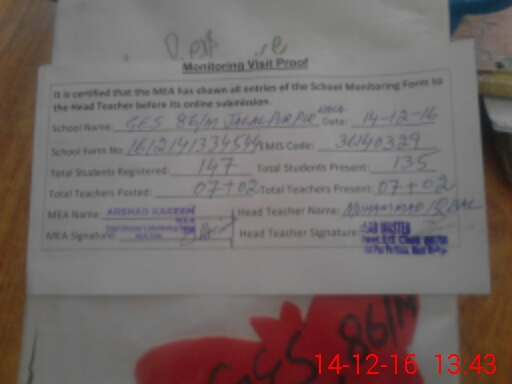 Monitoring Visit Proof
It is certified that the MEA has shown all entries of the School Monitoring Form to
the Head Teacher before its online submission.
School Name: GES 86/M JALAL PUR PIR Date: 14-12-16
School Form No: EMIS Code: 36140329
Total Students Registered: 147 Total Students Present: 135
Total Teachers Posted: 07+02 Total Teachers Present: 07+02
MEA Name: ARSHAD KAREEM Head Teacher Name: MUHAMMAD IQBAL
MEA Signature: Head Teacher Signature:
GES 86/M
14-12-16 13:43